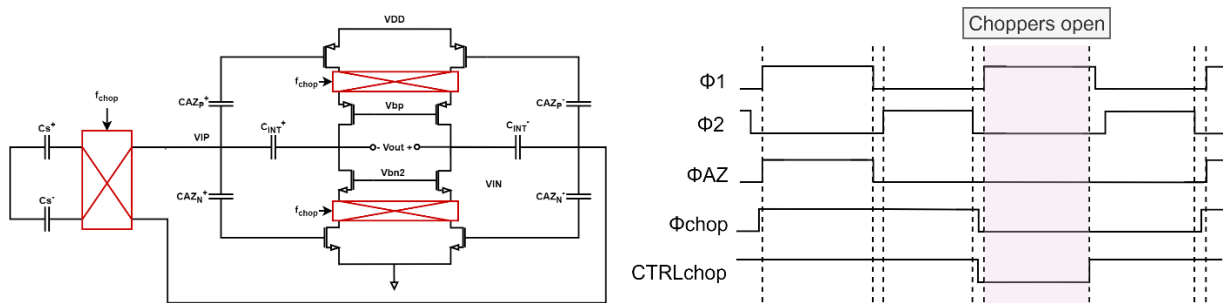 VDD
fchop
CAZP+
Vbp
CAZP-
fchop
Cs+
VIP
CINT+
CINT-
- Vout +
Cs-
CAZN+
Vbn2
VIN
CAZN-
fchop
Choppers open
Φ1
Φ2
ΦAZ
Φchop
CTRLchop